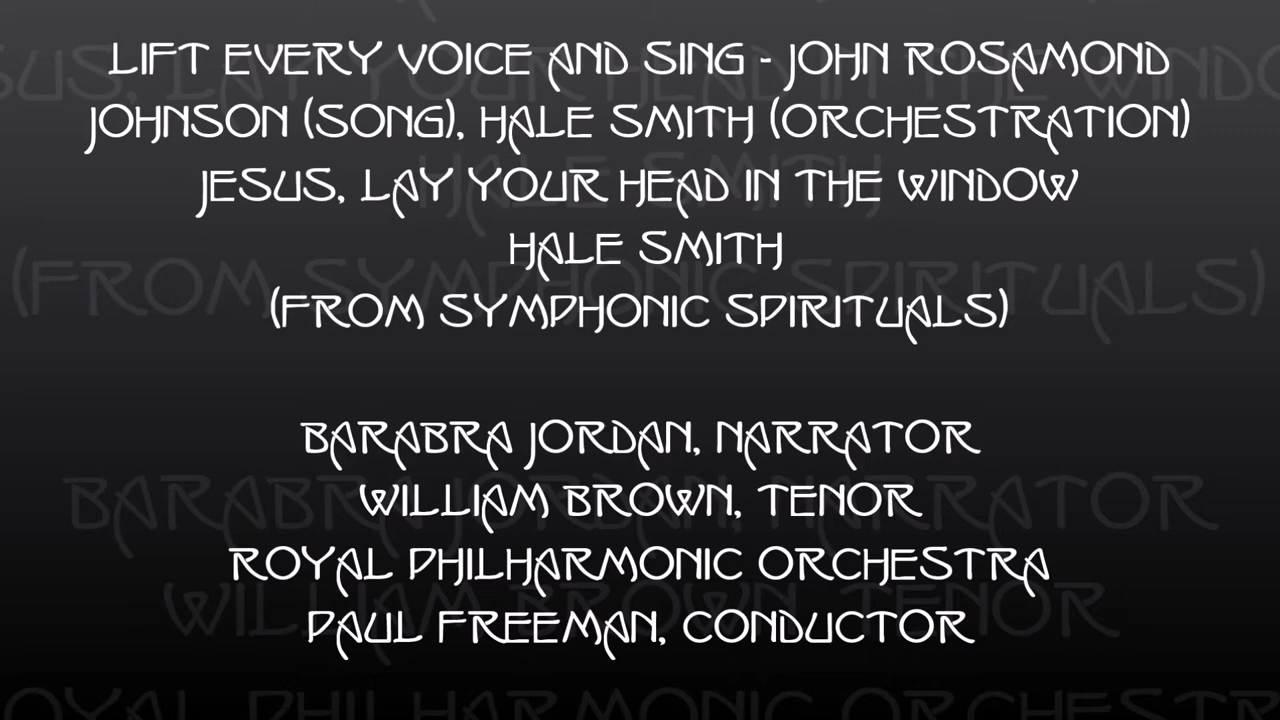 LIFT EVERY VOICE AND SING - JOHN ROSAMOND
JOHNSON (SONG), HALE SMITH (ORCHESTRATION)
JESUS, LAY YOUR HEAD IN THE WINDOW
HALE SMITH
(FROM SYMPHONIC SPIRITUALS)
BARABRA JORDAN, NARRATOR
WILLIAM BROWN, TENOR
ROYAL PHILHARMONIC ORCHESTRA
PAUL FREEMAN, CONDUCTOR